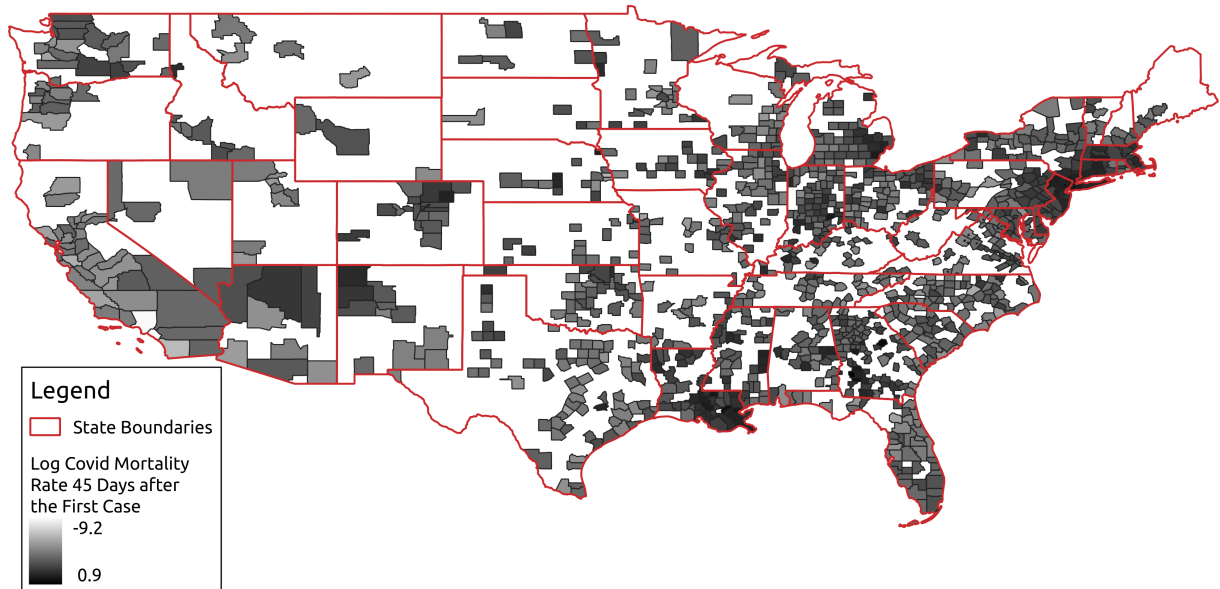 Legend
State Boundaries
Log Covid Mortality
Rate 45 Days after
the First Case
-9.2
0.9